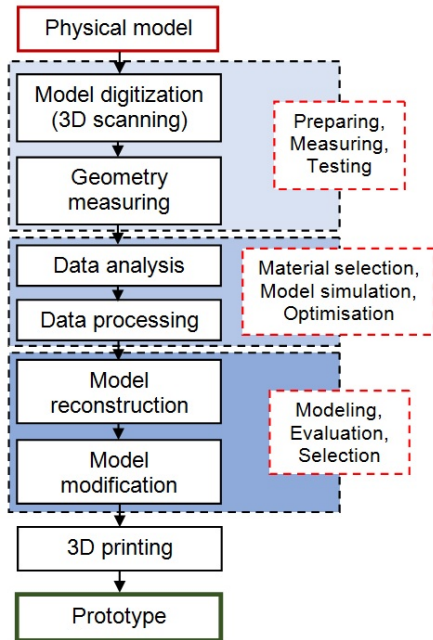 Physical model
Model digitization
(3D scanning)
Geometry
measuring
Preparing,
Measuring,
Testing
Data analysis
Data processing
Material selection,
Model simulation,
Optimisation
Model
reconstruction
Model
modification
Modeling,
Evaluation,
Selection
3D printing
Prototype